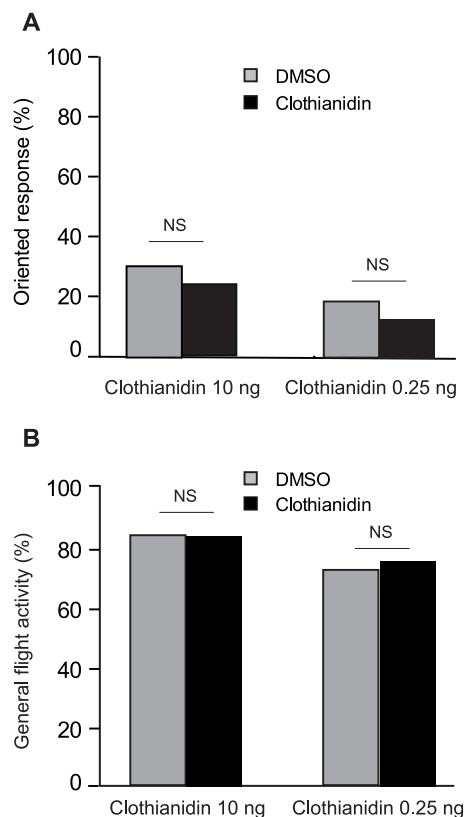 A
Oriented response (%)
100
80
60
40
20
0
DMSO
Clothianidin
NS
NS
Clothianidin 10 ng
Clothianidin 0.25 ng
B
General flight activity (%)
100
80
60
40
20
0
DMSO
Clothianidin
NS
NS
Clothianidin 10 ng
Clothianidin 0.25 ng